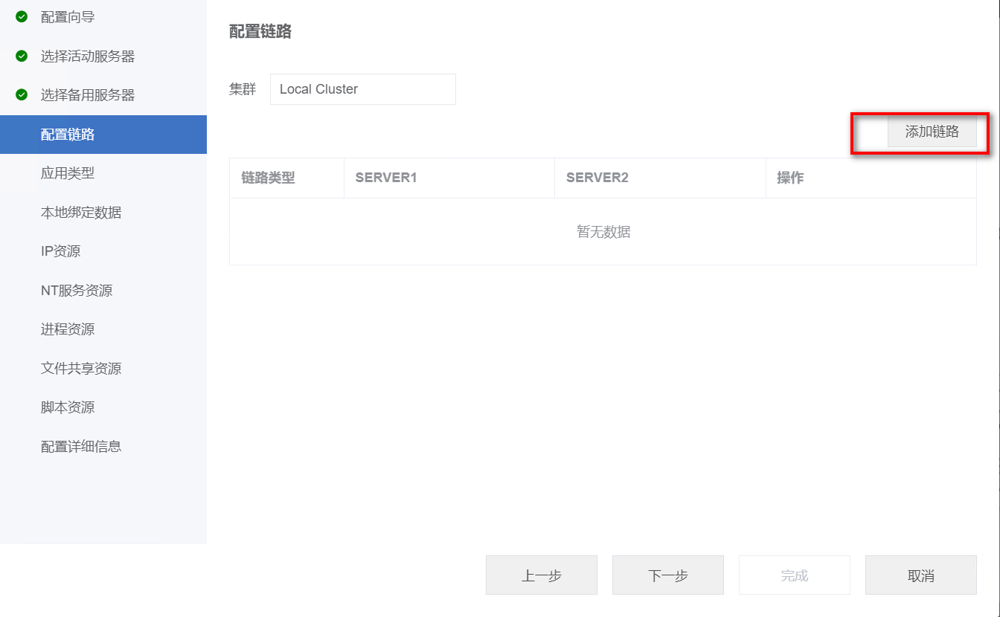 配置向导
选择活动服务器
选择备用服务器
配置链路
应用类型
本地绑定数据
IP资源
NT服务资源
进程资源
文件共享资源
脚本资源
配置详细信息
配置链路
集群 Local Cluster
添加链路
链路类型 SERVER1 SERVER2 操作
暂无数据
上一步 下一步 完成 取消